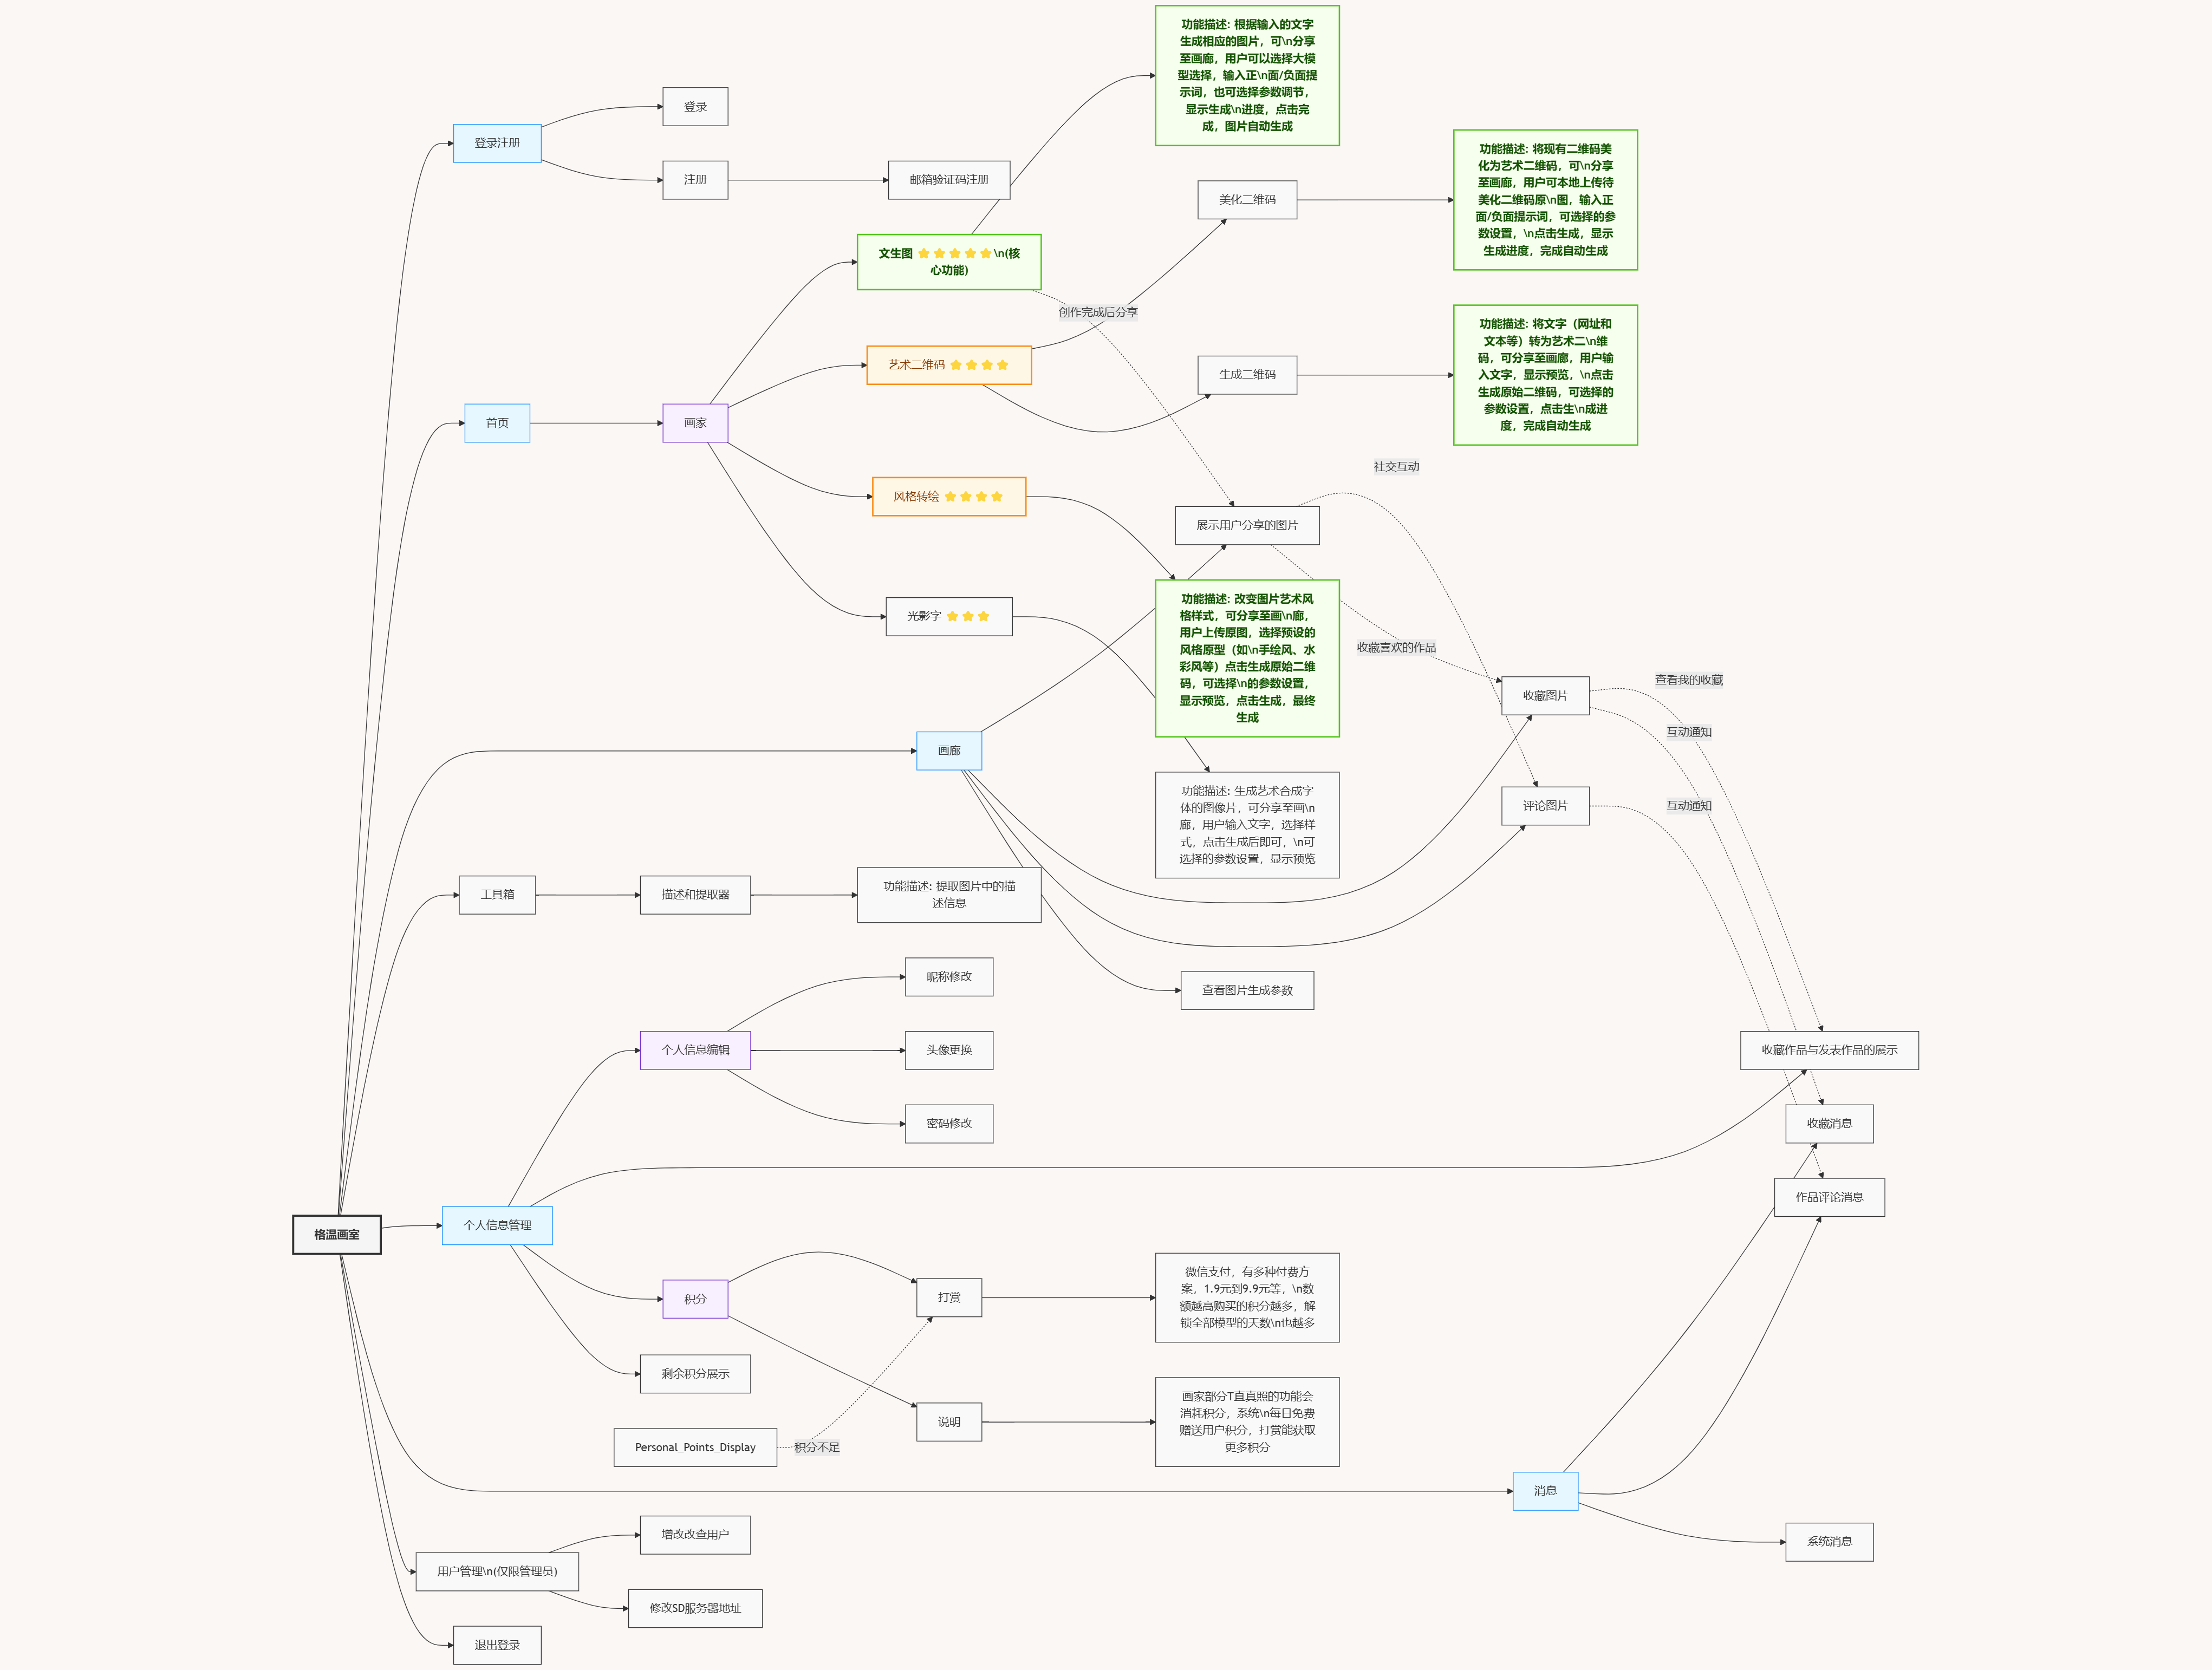 功能描述: 根据输入的文字
生成相应的图片，可\n分享
至画廊，用户可以选择大模
型选择，输入正\n面/负面提
示词，也可选择参数调节，
显示生成\n进度，点击完
成，图片自动生成
登录
登录注册
注册
邮箱验证码注册
功能描述: 将现有二维码美
化为艺术二维码，可\n分享
至画廊，用户可本地上传待
美化二维码原\n图，输入正
面/负面提示词，可选择的参
数设置，\n点击生成，显示
生成进度，完成自动生成
美化二维码
文生图 ⭐⭐⭐⭐⭐\n(核
心功能)
创作完成后分享
艺术二维码 ⭐⭐⭐⭐
生成二维码
功能描述: 将文字（网址和
文本等）转为艺术二\n维
码，可分享至画廊，用户输
入文字，显示预览，\n点击
生成原始二维码，可选择的
参数设置，点击生\n成进
度，完成自动生成
首页
画家
社交互动
风格转绘 ⭐⭐⭐⭐
展示用户分享的图片
光影字 ⭐⭐⭐
功能描述: 改变图片艺术风
格样式，可分享至画\n廊，
用户上传原图，选择预设的
风格原型（如\n手绘风、水
彩风等）点击生成原始二维
码，可选择\n的参数设置，
显示预览，点击生成，最终
生成
收藏喜欢的作品
查看我的收藏
收藏图片
互动通知
画廊
评论图片
互动通知
功能描述: 生成艺术合成字
体的图像片，可分享至画\n
廊，用户输入文字，选择样
式，点击生成后即可，\n可
选择的参数设置，显示预览
工具箱
描述和提取器
功能描述: 提取图片中的描
述信息
昵称修改
查看图片生成参数
个人信息编辑
头像更换
收藏作品与发表作品的展示
密码修改
收藏消息
作品评论消息
个人信息管理
格温画室
积分
打赏
微信支付，有多种付费方
案，1.9元到9.9元等，\n数
额越高购买的积分越多，解
锁全部模型的天数\n也越多
剩余积分展示
说明
画家部分T直真照的功能会
消耗积分，系统\n每日免费
赠送用户积分，打赏能获取
更多积分
Personal_Points_Display
积分不足
消息
增改改查用户
系统消息
用户管理\n(仅限管理员)
修改SD服务器地址
退出登录